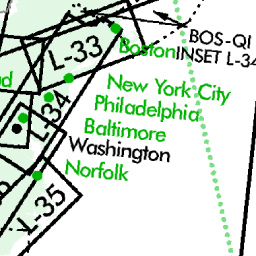 L-33
BOS-QI
Boston
INSET L-34
New York City
Philadelphia
L-34
Baltimore
Washington
Norfolk
L-35